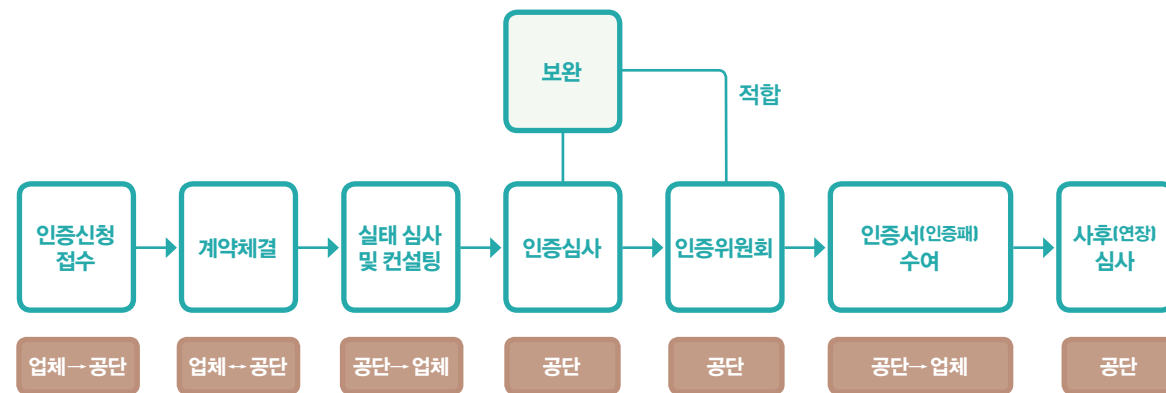 보완
적합
인증신청
접수
계약체결
실태 심사
및 컨설팅
인증심사
인증위원회
인증서(인증패)
수여
사후(연장)
심사
업체→공단
업체↔공단
공단→업체
공단
공단
공단→업체
공단